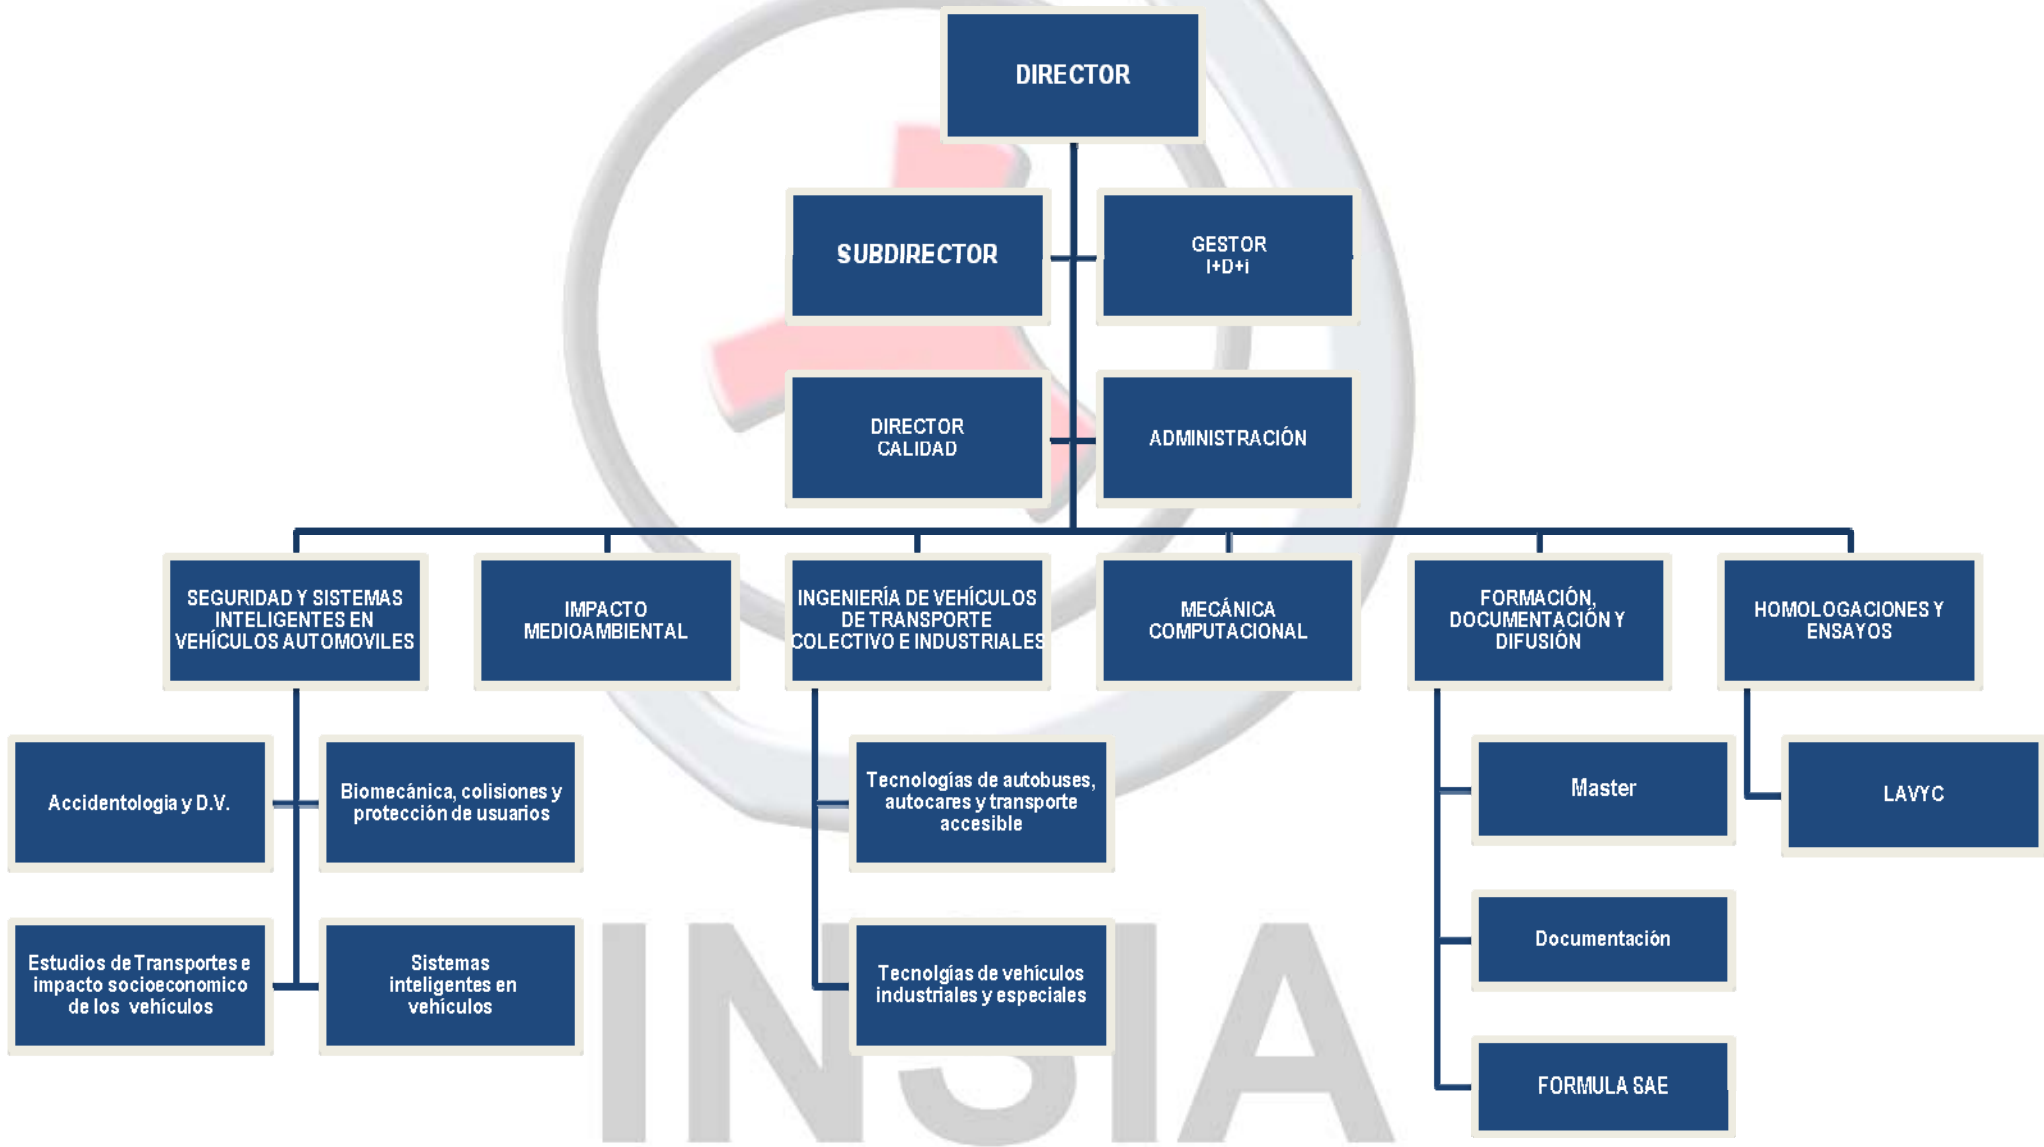 DIRECTOR
SUBDIRECTOR
GESTOR
I+D+i
DIRECTOR
CALIDAD
ADMINISTRACIÓN
SEGURIDAD Y SISTEMAS
INTELIGENTES EN
VEHÍCULOS AUTOMOVILES
IMPACTO
MEDIOAMBIENTAL
INGENIERÍA DE VEHÍCULOS
DE TRANSPORTE
COLECTIVO E INDUSTRIALES
MECÁNICA
COMPUTACIONAL
FORMACIÓN,
DOCUMENTACIÓN Y
DIFUSIÓN
HOMOLOGACIONES Y
ENSAYOS
Accidentologia y D.V.
Biomecánica, colisiones y
protección de usuarios
Tecnologías de autobuses,
autocares y transporte
accesible
Master
LAVYC
Estudios de Transportes e
impacto socioeconomico
de los vehículos
Sistemas
inteligentes en
vehículos
Tecnolgías de vehículos
industriales y especiales
Documentación
FORMULA SAE
INSIA